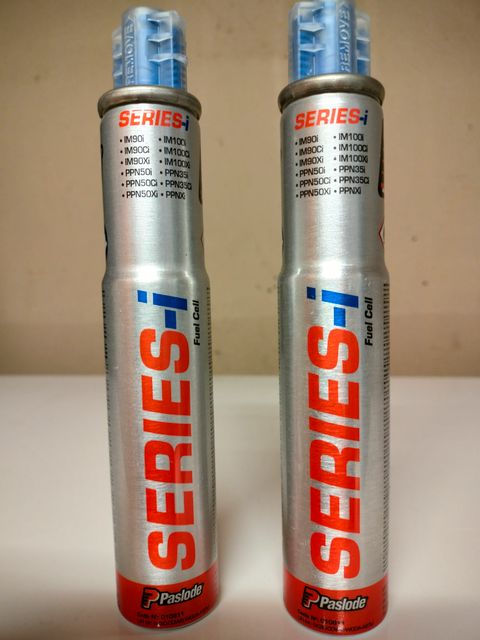 REMOVE
SERIES-i
• IM90i • IM100i
• IM90Ci • IM100Ci
• IM90Xi • IM100Xi
• PPN50i • PPN35i
• PPN50Ci • PPN35Ci
• PPN50Xi • PPNXi
SERIES-i
Fuel Cell
Paslode
REMOVE
SERIES-i
• IM90i • IM100i
• IM90Ci • IM100Ci
• IM90Xi • IM100Xi
• PPN50i • PPN35i
• PPN50Ci • PPN35Ci
• PPN50Xi • PPNXi
SERIES-i
Fuel Cell
Paslode